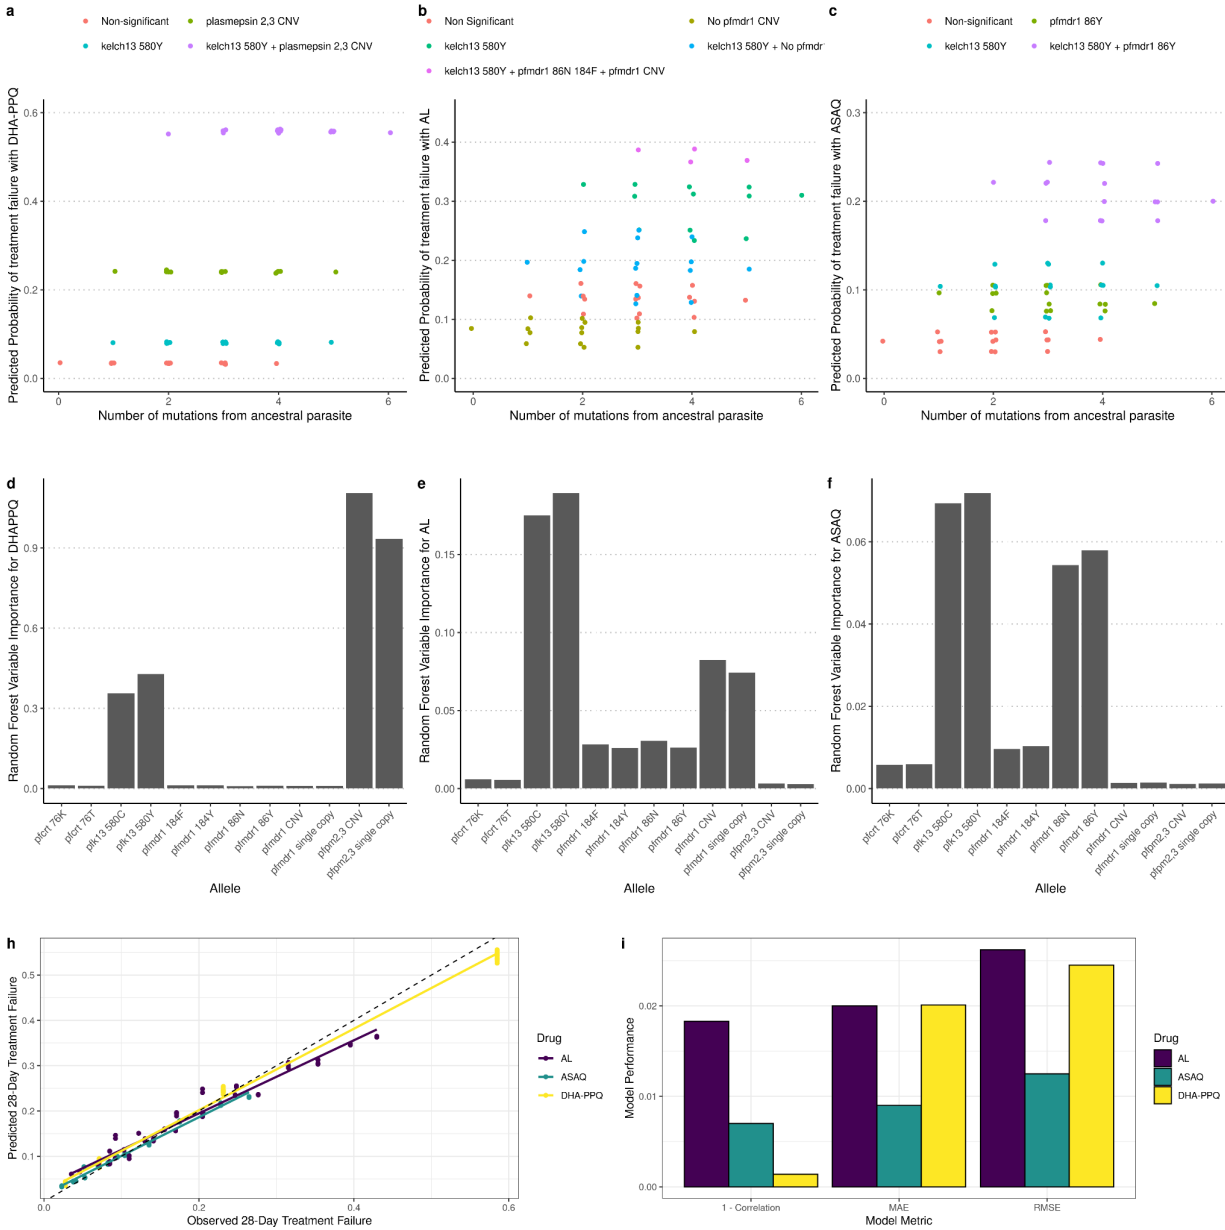 a
Non-significant
plasmepsin 2,3 CNV
kelch13 580Y
kelch13 580Y + plasmepsin 2,3 CNV
Predicted Probability of treatment failure with DHA-PPQ
0.6
0.4
0.2
0.0
0 2 4 6
Number of mutations from ancestral parasite
b
Non Significant
No pfmdr1 CNV
kelch13 580Y
kelch13 580Y + No pfmdr
kelch13 580Y + pfmdr1 86N 184F + pfmdr1 CNV
Predicted Probability of treatment failure with AL
0.4
0.3
0.2
0.1
0.0
0 2 4 6
Number of mutations from ancestral parasite
c
Non-significant
pfmdr1 86Y
kelch13 580Y
kelch13 580Y + pfmdr1 86Y
Predicted Probability of treatment failure with ASAQ
0.3
0.2
0.1
0.0
0 2 4 6
Number of mutations from ancestral parasite
d
Random Forest Variable Importance for DHAPPQ
0.9
0.6
0.3
0.0
pfcrt 76K
pfcrt 76T
pfk13 580C
pfk13 580Y
pfmdr1 184F
pfmdr1 184Y
pfmdr1 86N
pfmdr1 86Y
pfmdr1 CNV
pfmdr1 single copy
pfpm2,3 CNV
pfpm2,3 single copy
Allele
e
Random Forest Variable Importance for AL
0.15
0.10
0.05
0.00
pfcrt 76K
pfcrt 76T
pfk13 580C
pfk13 580Y
pfmdr1 184F
pfmdr1 184Y
pfmdr1 86N
pfmdr1 86Y
pfmdr1 CNV
pfmdr1 single copy
pfpm2,3 CNV
pfpm2,3 single copy
Allele
f
Random Forest Variable Importance for ASAQ
0.06
0.04
0.02
0.00
pfcrt 76K
pfcrt 76T
pfk13 580C
pfk13 580Y
pfmdr1 184F
pfmdr1 184Y
pfmdr1 86N
pfmdr1 86Y
pfmdr1 CNV
pfmdr1 single copy
pfpm2,3 CNV
pfpm2,3 single copy
Allele
h
Predicted 28-Day Treatment Failure
0.5
0.4
0.3
0.2
0.1
0.0 0.2 0.4 0.6
Observed 28-Day Treatment Failure
Drug
AL
ASAQ
DHA-PPQ
i
Model Performance
0.02
0.01
0.00
1 - Correlation MAE RMSE
Model Metric
Drug
AL
ASAQ
DHA-PPQ